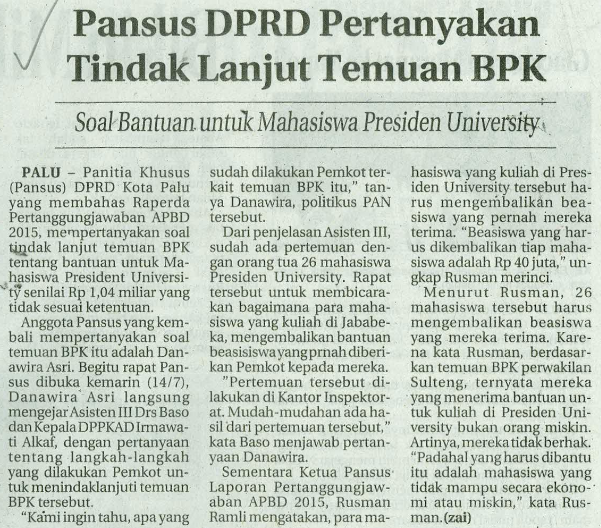 Pansus DPRD Pertanyakan
Tindak Lanjut Temuan BPK
Soal Bantuan untuk Mahasiswa Presiden University
PALU – Panitia Khusus
(Pansus) DPRD Kota Palu
yang membahas Raperda
Pertanggungjawaban APBD
2015, mempertanyakan soal
tindak lanjut temuan BPK
tentang bantuan untuk Ma-
hasiswa President Universi-
ty senilai Rp 1,04 miliar yang
tidak sesuai ketentuan.
Anggota Pansus yang kem-
bali mempertanyakan soal
temuan BPK itu adalah Dan-
awira Asri. Begitu rapat Pan-
sus dibuka kemarin (14/7),
Danawira Asri langsung
mengejar Asisten III Drs Baso
dan Kepala DPPKAD Irmawa-
ti Alkaf, dengan pertanyaan
tentang langkah-langkah
yang dilakukan Pemkot un-
tuk menindaklanjuti temuan
BPK tersebut.
"Kami ingin tahu, apa yang
sudah dilakukan Pemkot ter-
kait temuan BPK itu," tan-
ya Danawira, politikus PAN
tersebut.
Dari penjelasan Asisten III,
sudah ada pertemuan den-
gan orang tua 26 mahasiswa
Presiden University. Rapat
tersebut untuk membicara-
kan bagaimana para maha-
siswa yang kuliah di Jababe-
ka, mengembalikan bantuan
beasisiswa yang prnah diberi-
kan Pemkot kepada mereka.
"Pertemuan tersebut di-
lakukan di Kantor Inspektor-
at. Mudah-mudahan ada ha-
sil dari pertemuan tersebut,"
kata Baso menjawab pertan-
yaan Danawira.
Sementara Ketua Pansus
Laporan Pertanggungjaw-
aban APBD 2015, Rusman
Ramli mengatakan, para ma-
hasiswa yang kuliah di Pres-
iden University tersebut ha-
rus mengembalikan bea-
siswa yang pernah mereka
terima. "Beasiswa yang har-
us dikembalikan tiap maha-
siswa adalah Rp 40 juta," un-
gkap Rusman merinci.
Menurut Rusman, 26
mahasiswa tersebut harus
mengembalikan beasiswa
yang mereka terima. Kare-
na kata Rusman, berdasar-
kan temuan BPK perwakilan
Sulteng, ternyata mereka
yang menerima bantuan un-
tuk kuliah di Presiden Uni-
versity bukan orang miskin.
Artinya, mereka tidak berhak.
"Padahal yang harus dibantu
itu adalah mahasiswa yang
tidak mampu secara ekono-
mi atau miskin," kata Rus-
man.(zai)